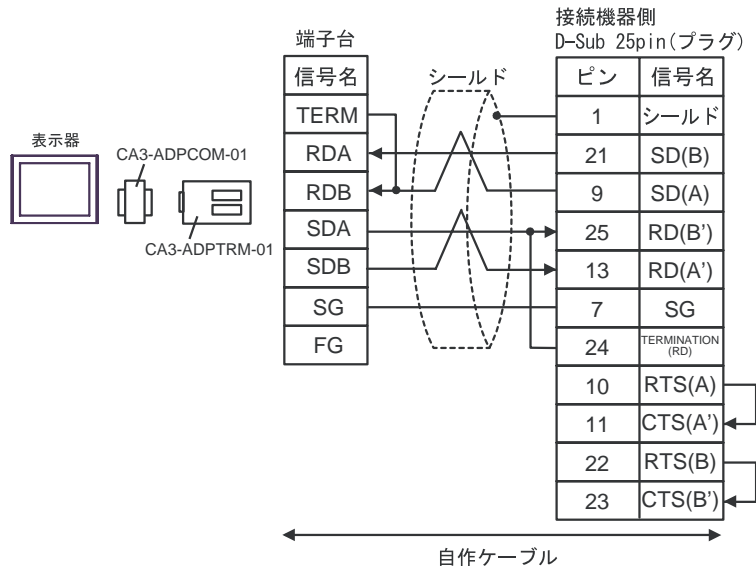 接続機器側
D-Sub 25pin(プラグ)
端子台
シールド
表示器
CA3-ADPCOM-01
CA3-ADPTRM-01
信号名
TERM
RDA
RDB
SDA
SDB
SG
FG
ピン 信号名
1 シールド
21 SD(B)
9 SD(A)
25 RD(B’)
13 RD(A’)
7 SG
24 TERMINATION
(RD)
10 RTS(A)
11 CTS(A’)
22 RTS(B)
23 CTS(B’)
自作ケーブル